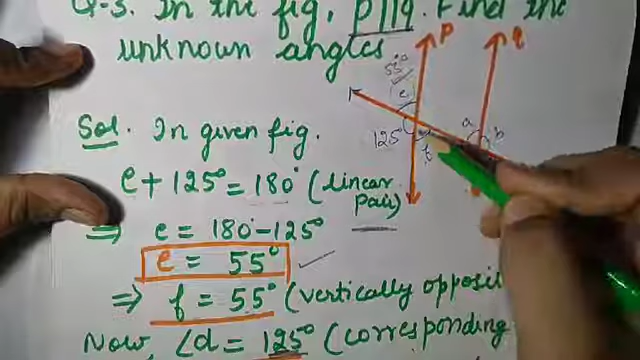 Q-3. In the fig, p||q. Find the
unknown angles
p
q
55°
e
125°
f
a
b
Sol. In given fig.
e + 125° = 180° (linear
pair)
⇒ e = 180° - 125°
e = 55°
⇒ f = 55° (vertically opposit
Now, ∠d = 125° (corresponding